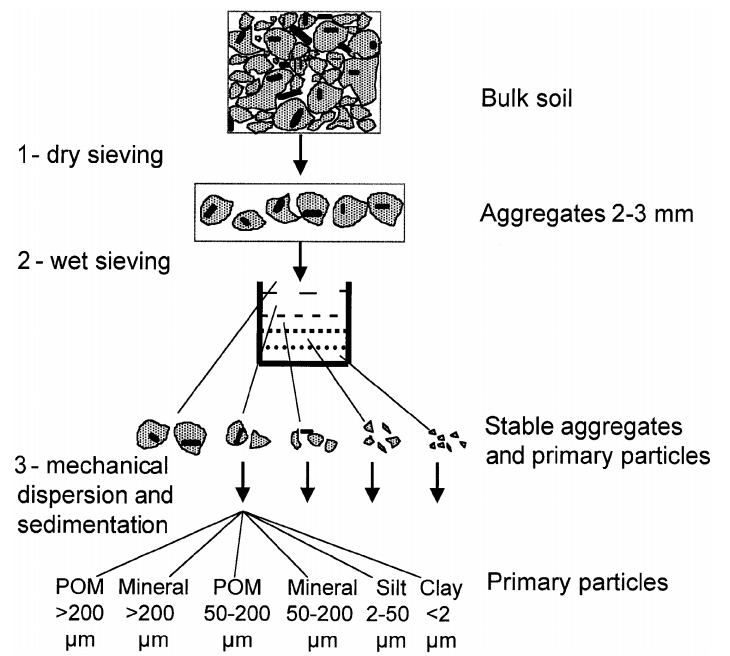 Bulk soil
1- dry sieving
Aggregates 2-3 mm
2 - wet sieving
Stable aggregates
and primary particles
3 - mechanical
dispersion and
sedimentation
POM Mineral POM Mineral Silt Clay
>200 >200 50-200 50-200 2-50 <2
µm µm µm µm µm µm
Primary particles